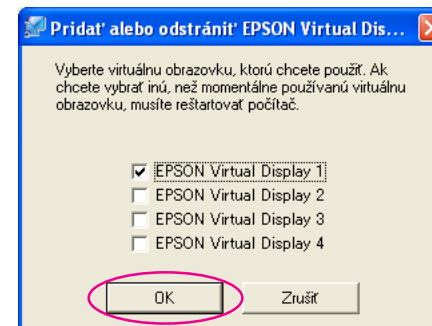 Pridať alebo odstrániť EPSON Virtual Dis...
Vyberte virtuálnu obrazovku, ktorú chcete použiť. Ak
chcete vybrať inú, než momentálne používanú virtuálnu
obrazovku, musíte reštartovať počítač.
EPSON Virtual Display 1
EPSON Virtual Display 2
EPSON Virtual Display 3
EPSON Virtual Display 4
OK Zrušiť